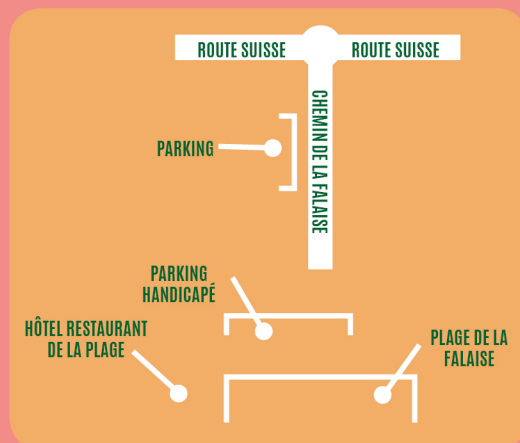 ROUTE SUISSE
ROUTE SUISSE
CHEMIN DE LA FALAISE
PARKING
PARKING
HANDICAPÉ
HÔTEL RESTAURANT
DE LA PLAGE
PLAGE DE LA
FALAISE